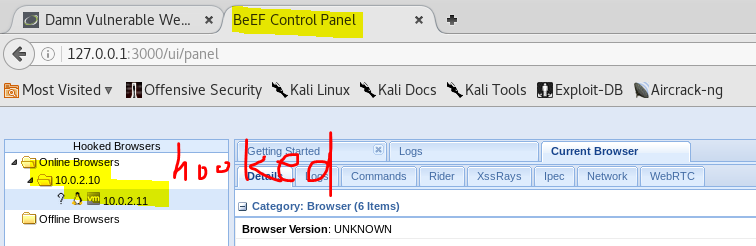 Damn Vulnerable We...
BeEF Control Panel
127.0.0.1:3000/ui/panel
Most Visited
Offensive Security
Kali Linux
Kali Docs
Kali Tools
Exploit-DB
Aircrack-ng
Hooked Browsers
Online Browsers
10.0.2.10
? 10.0.2.11
Offline Browsers
hooked
Getting Started
Logs
Current Browser
Details
Logs
Commands
Rider
XssRays
Ipec
Network
WebRTC
Category: Browser (6 Items)
Browser Version: UNKNOWN